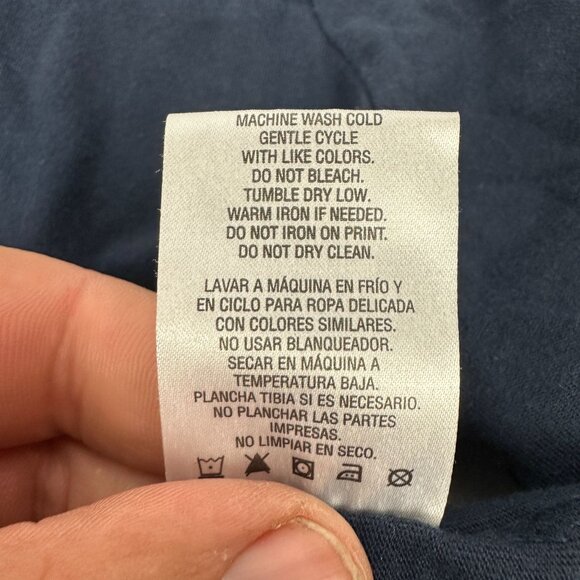 MACHINE WASH COLD
GENTLE CYCLE
WITH LIKE COLORS.
DO NOT BLEACH.
TUMBLE DRY LOW.
WARM IRON IF NEEDED.
DO NOT IRON ON PRINT.
DO NOT DRY CLEAN.
LAVAR A MÁQUINA EN FRÍO Y
EN CICLO PARA ROPA DELICADA
CON COLORES SIMILARES.
NO USAR BLANQUEADOR.
SECAR EN MÁQUINA A
TEMPERATURA BAJA.
PLANCHA TIBIA SI ES NECESARIO.
NO PLANCHAR LAS PARTES
IMPRESAS.
NO LIMPIAR EN SECO.